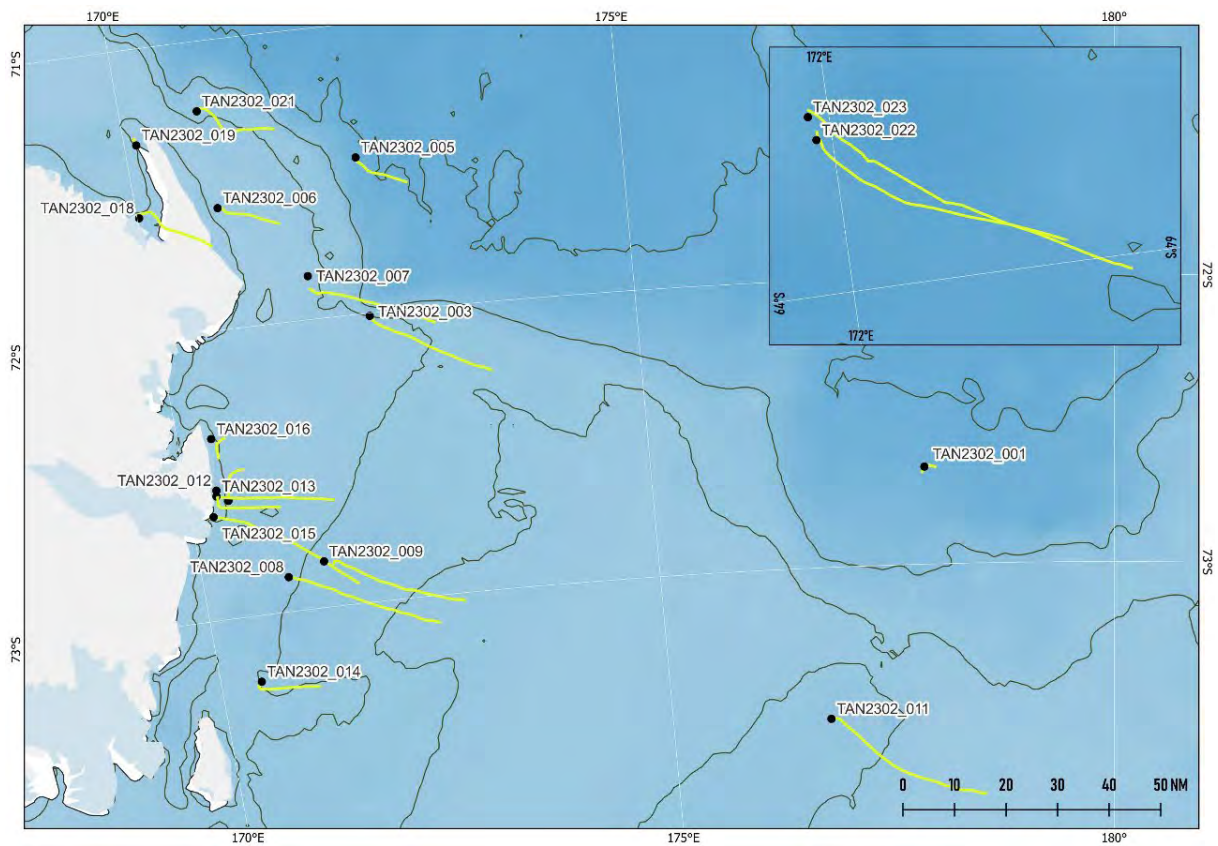 170°E
175°E
180°
71°S
172°E
TAN2302_021
TAN2302_023
TAN2302_019
TAN2302_022
TAN2302_005
TAN2302_006
TAN2302_018
64°S
TAN2302_007
72°S
TAN2302_003
64°S
172°E
72°S
TAN2302_016
TAN2302_001
TAN2302_012
TAN2302_013
TAN2302_015
TAN2302_009
TAN2302_008
73°S
73°S
TAN2302_014
TAN2302_011
0 10 20 30 40 50 NM
170°E
175°E
180°